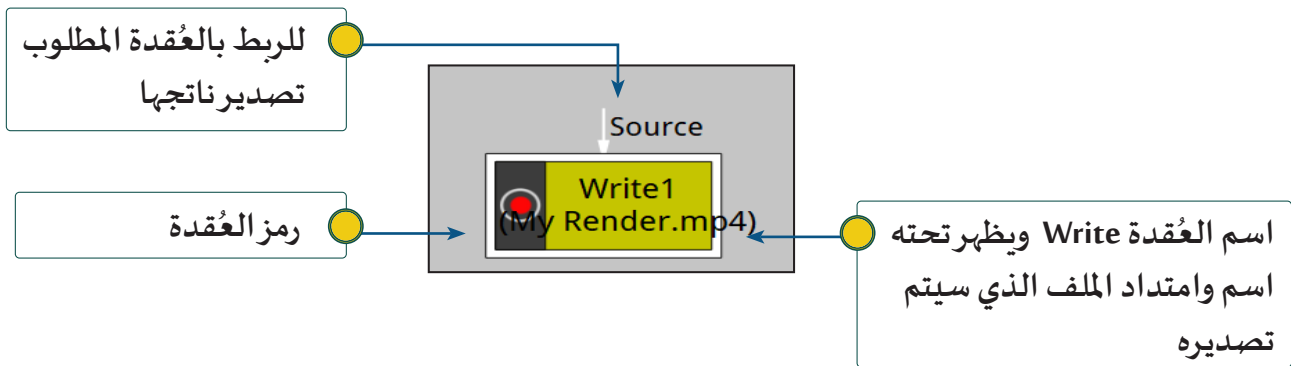 للربط بالعُقدة المطلوب
تصدير ناتجها
Source
Write1
(My Render.mp4)
رمز العُقدة
اسم العُقدة Write ويظهر تحته
اسم وامتداد الملف الذي سيتم
تصديره